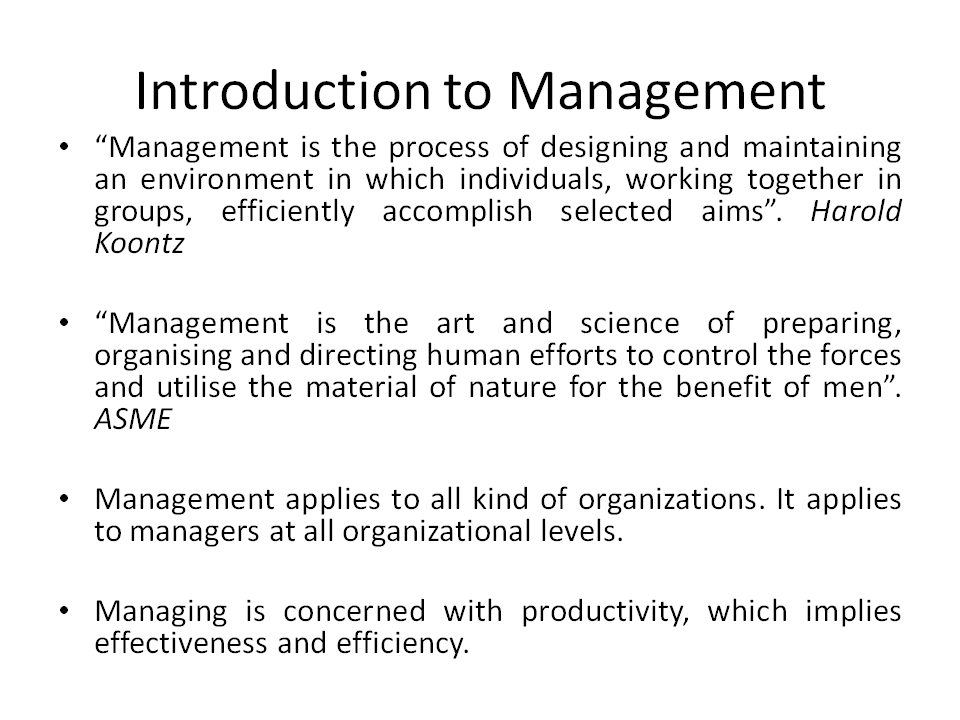 Introduction to Management
• “Management is the process of designing and maintaining
an environment in which individuals, working together in
groups, efficiently accomplish selected aims”. Harold
Koontz
• “Management is the art and science of preparing,
organising and directing human efforts to control the forces
and utilise the material of nature for the benefit of men”.
ASME
• Management applies to all kind of organizations. It applies
to managers at all organizational levels.
• Managing is concerned with productivity, which implies
effectiveness and efficiency.